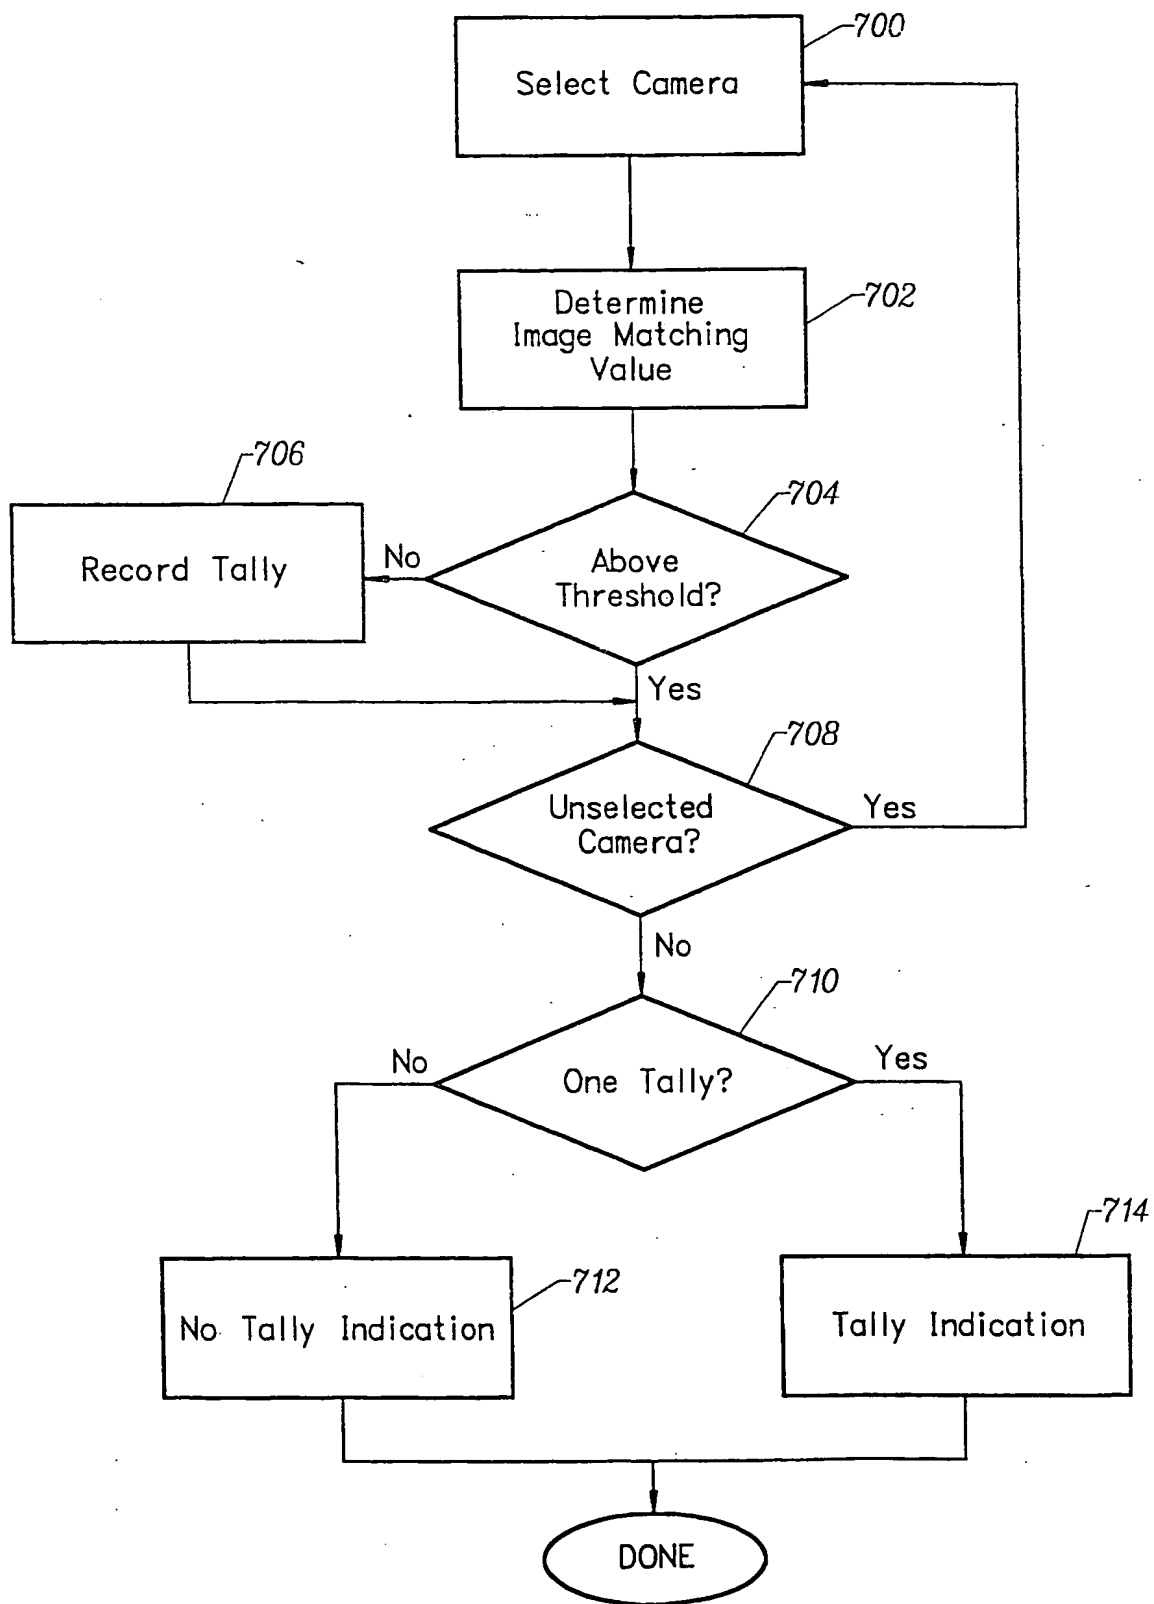 700
Select Camera
702
Determine
Image Matching
Value
706
704
Record Tally
No
Above
Threshold?
Yes
708
Unselected
Camera?
Yes
No
710
No
Yes
One Tally?
714
712
No Tally Indication
Tally Indication
DONE